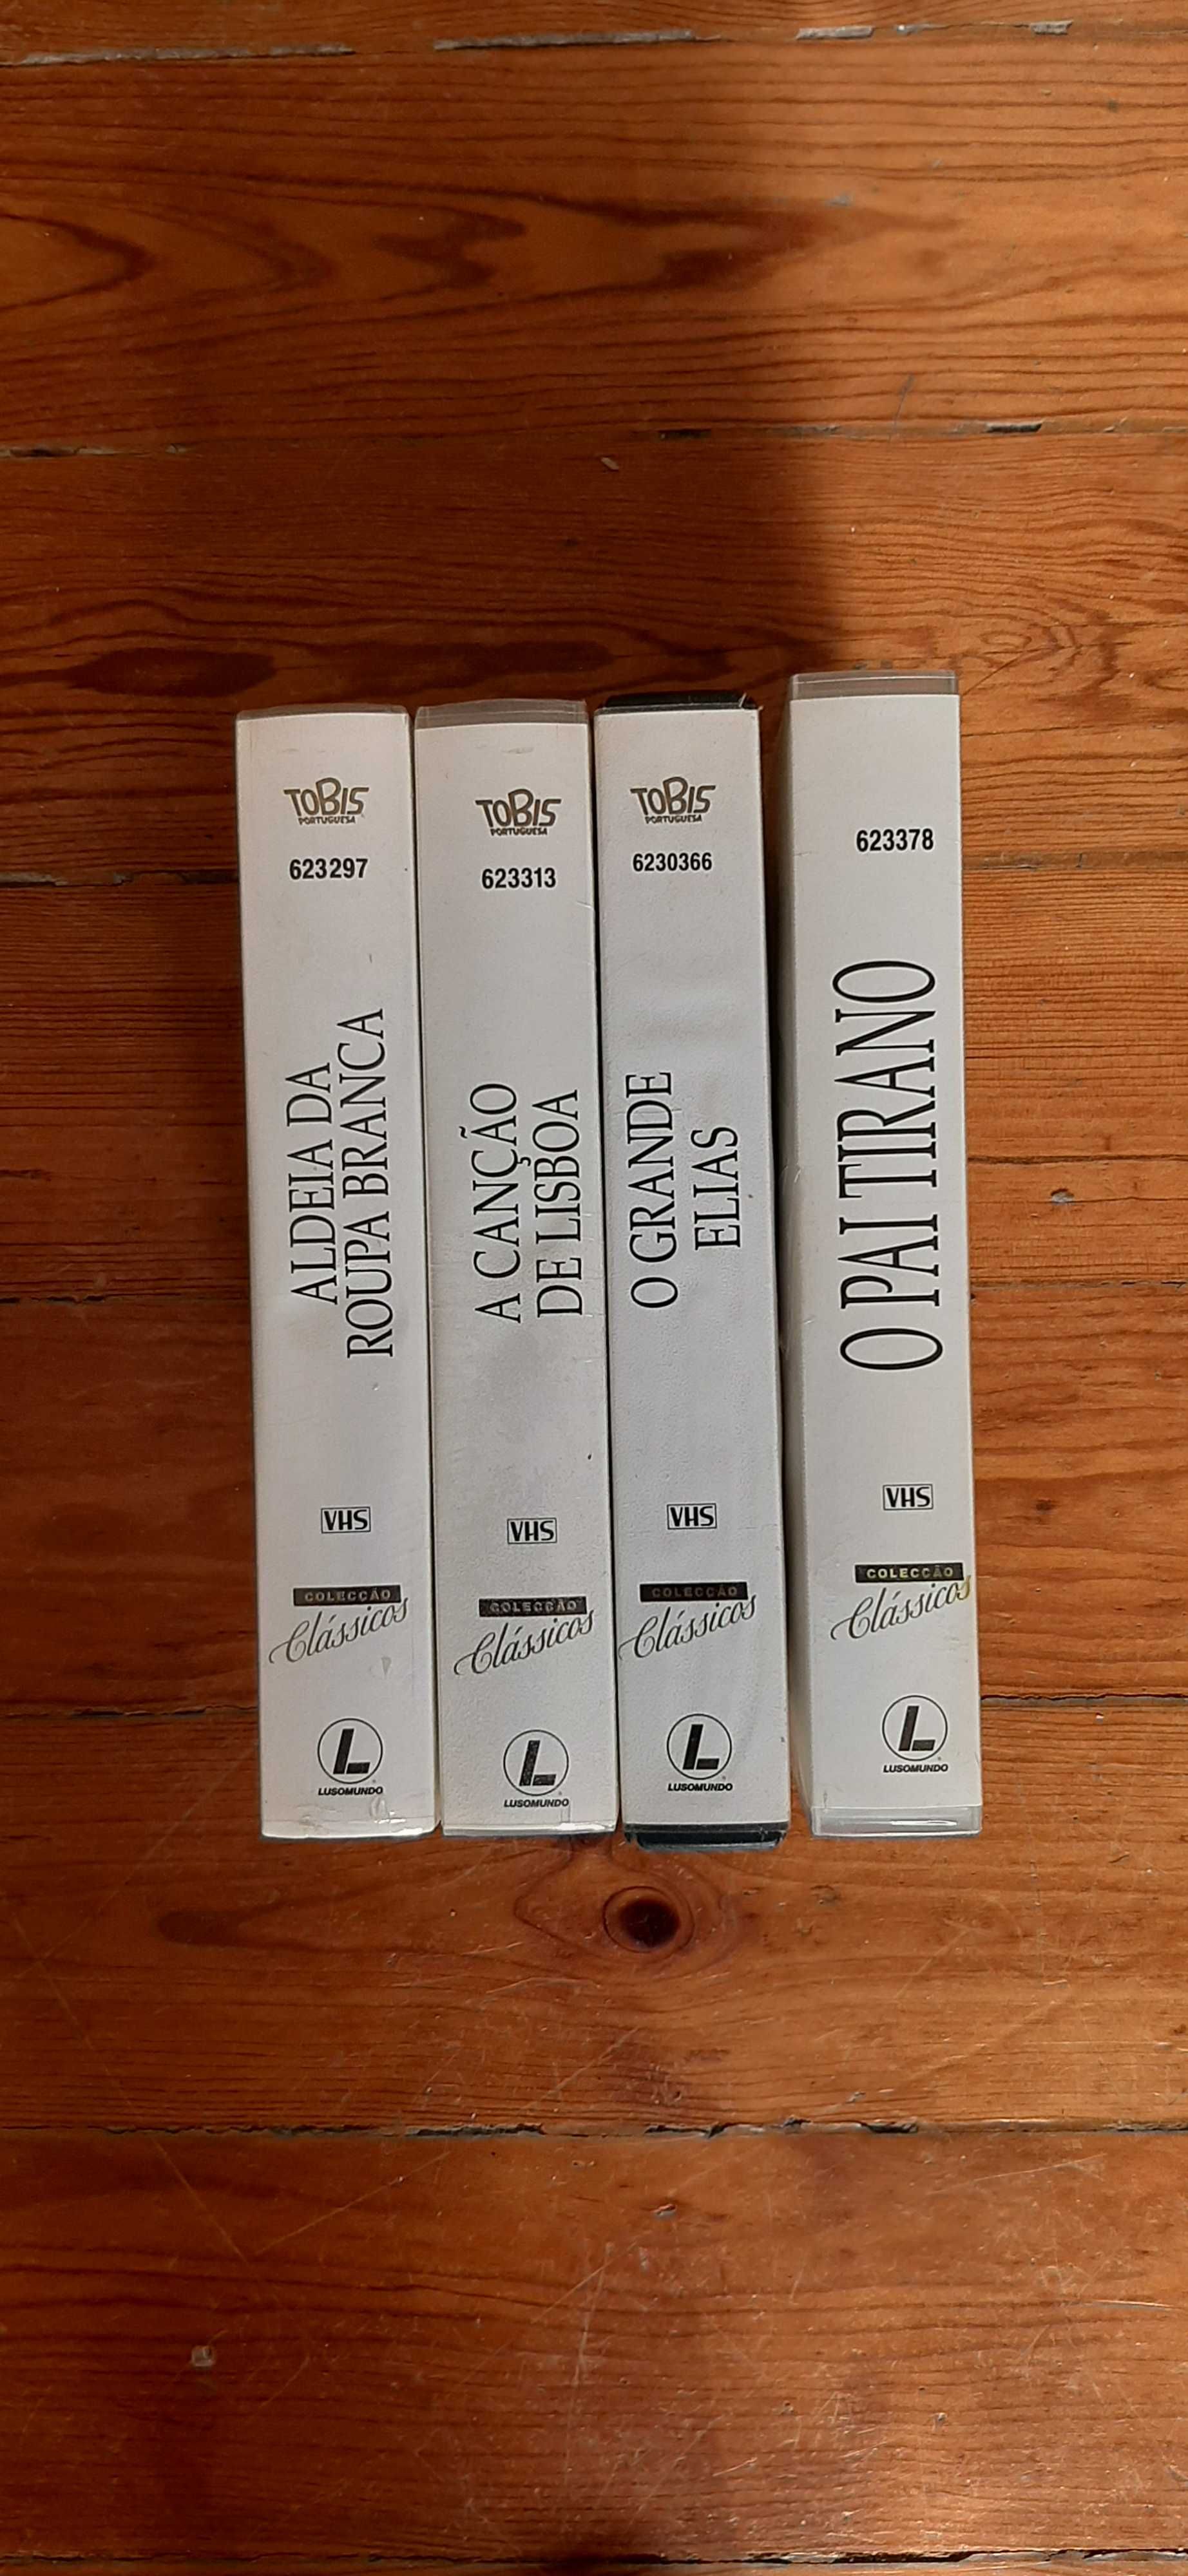 TOBIS
PORTUGUESA
623297
ALDEIA DA
ROUPA BRANCA
VHS
COLECÇÃO
Clássicos
L
LUSOMUNDO
TOBIS
PORTUGUESA
623313
A CANÇÃO
DE LISBOA
VHS
COLECÇÃO
Clássicos
L
LUSOMUNDO
TOBIS
PORTUGUESA
6230366
O GRANDE
ELIAS
VHS
COLECÇÃO
Clássicos
L
LUSOMUNDO
623378
O PAI TIRANO
VHS
COLECÇÃO
Clássicos
L
LUSOMUNDO